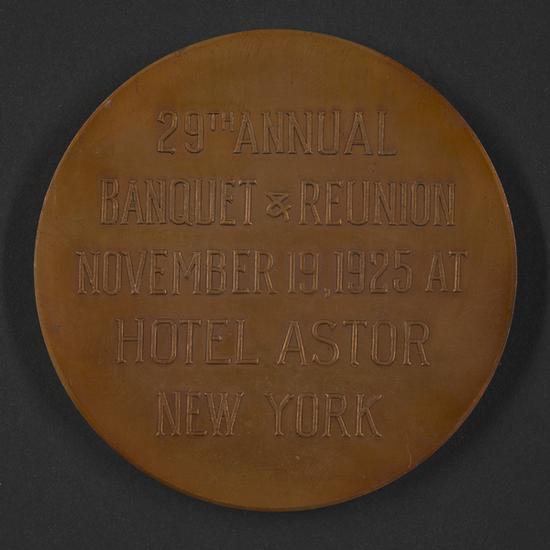 29TH ANNUAL
BANQUET & REUNION
NOVEMBER 19, 1925 AT
HOTEL ASTOR
NEW YORK